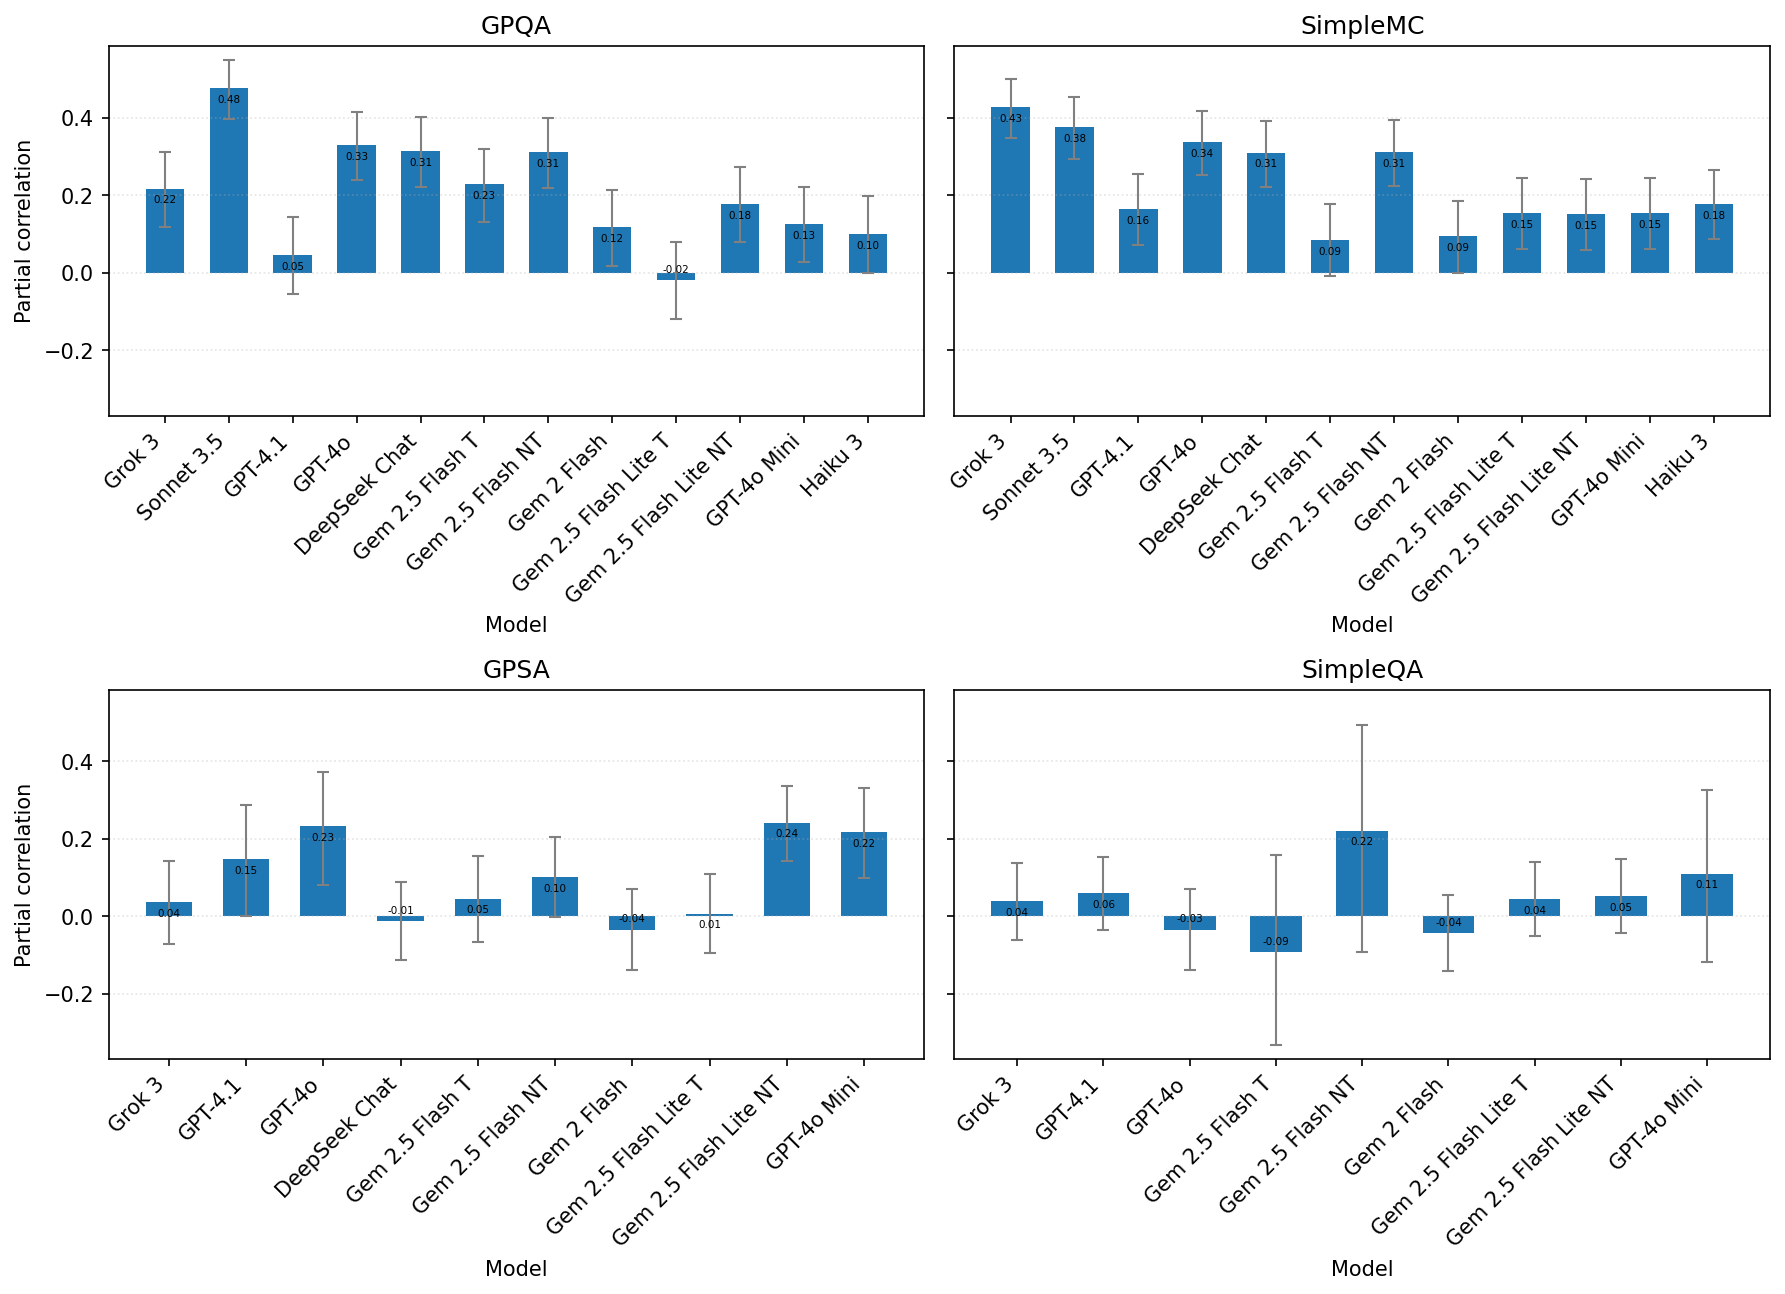 GPQA
Partial correlation
0.4
0.2
0.0
−0.2
0.22
0.48
0.05
0.33
0.31
0.23
0.31
0.12
-0.02
0.18
0.13
0.10
Grok 3
Sonnet 3.5
GPT-4.1
GPT-4o
DeepSeek Chat
Gem 2.5 Flash T
Gem 2.5 Flash NT
Gem 2 Flash
Gem 2.5 Flash Lite T
Gem 2.5 Flash Lite NT
GPT-4o Mini
Haiku 3
Model
SimpleMC
0.43
0.38
0.16
0.34
0.31
0.09
0.31
0.09
0.15
0.15
0.15
0.18
Grok 3
Sonnet 3.5
GPT-4.1
GPT-4o
DeepSeek Chat
Gem 2.5 Flash T
Gem 2.5 Flash NT
Gem 2 Flash
Gem 2.5 Flash Lite T
Gem 2.5 Flash Lite NT
GPT-4o Mini
Haiku 3
Model
GPSA
Partial correlation
0.4
0.2
0.0
−0.2
0.04
0.15
0.23
-0.01
0.05
0.10
-0.04
0.01
0.24
0.22
Grok 3
GPT-4.1
GPT-4o
DeepSeek Chat
Gem 2.5 Flash T
Gem 2.5 Flash NT
Gem 2 Flash
Gem 2.5 Flash Lite T
Gem 2.5 Flash Lite NT
GPT-4o Mini
Model
SimpleQA
0.04
0.06
-0.03
-0.09
0.22
-0.04
0.04
0.05
0.11
Grok 3
GPT-4.1
GPT-4o
Gem 2.5 Flash T
Gem 2.5 Flash NT
Gem 2 Flash
Gem 2.5 Flash Lite T
Gem 2.5 Flash Lite NT
GPT-4o Mini
Model